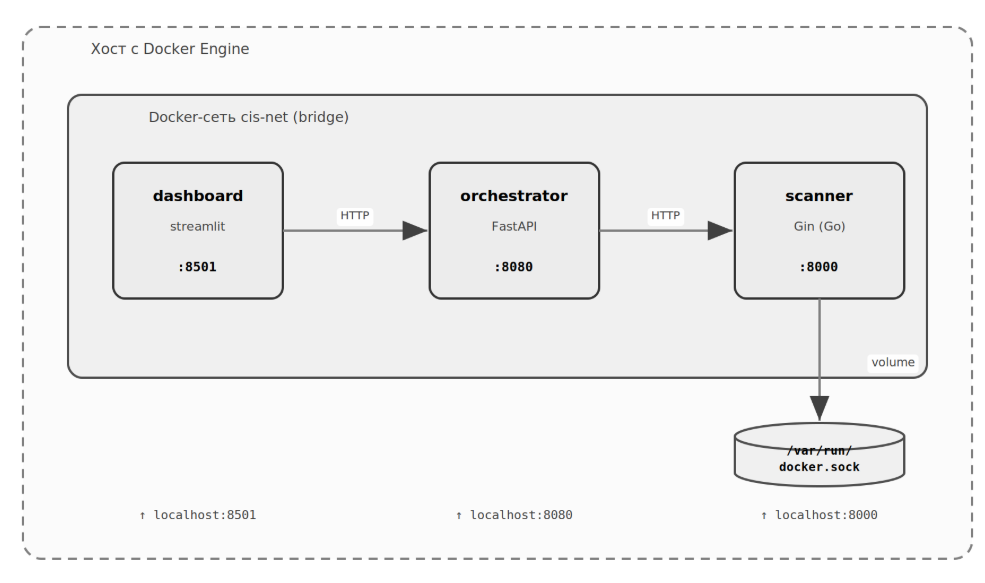 Хост с Docker Engine
Docker-сеть cis-net (bridge)
dashboard
streamlit
:8501
HTTP
orchestrator
FastAPI
:8080
HTTP
scanner
Gin (Go)
:8000
volume
/var/run/
docker.sock
↑ localhost:8501
↑ localhost:8080
↑ localhost:8000